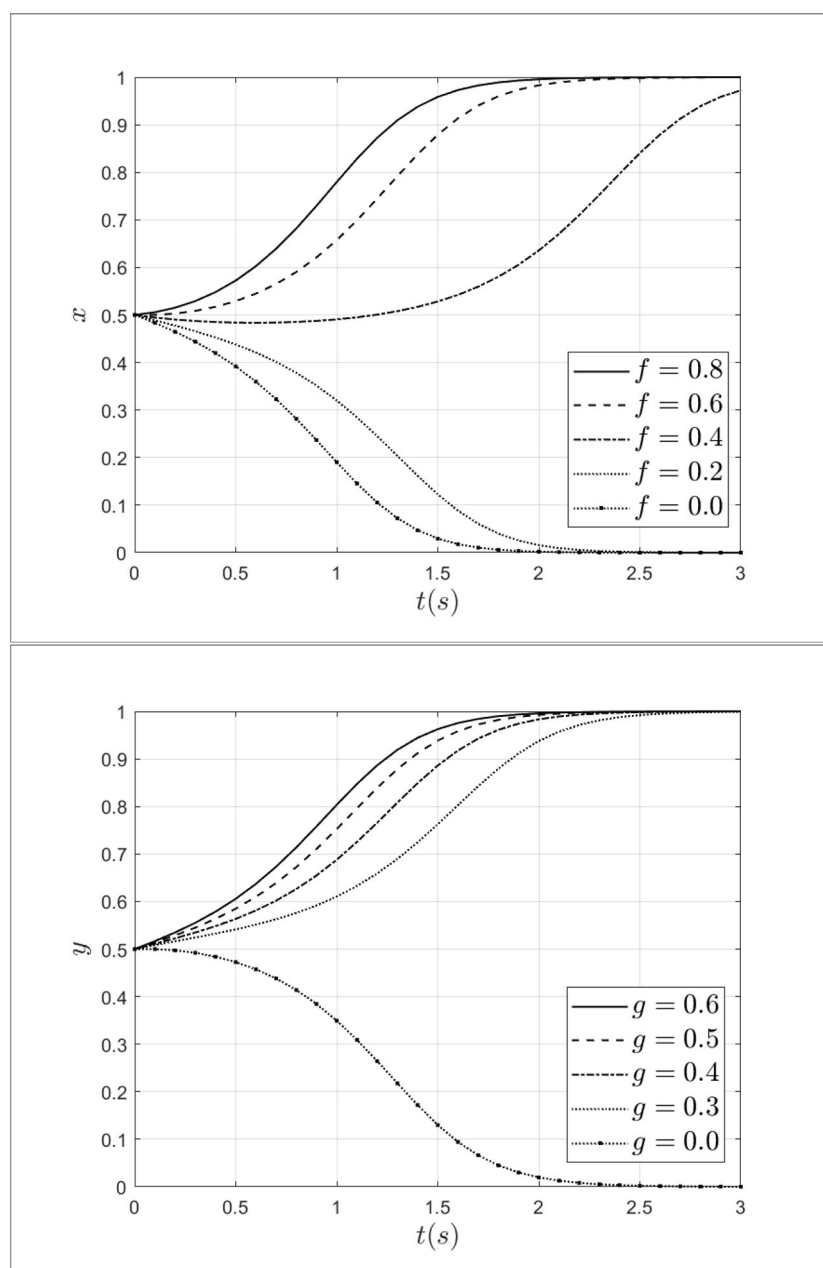 1
0.9
0.8
0.7
0.6
0.5
0.4
0.3
0.2
0.1
0
x
f = 0.8
f = 0.6
f = 0.4
f = 0.2
f = 0.0
0 0.5 1 1.5 2 2.5 3
t(s)
1
0.9
0.8
0.7
0.6
0.5
0.4
0.3
0.2
0.1
0
y
g = 0.6
g = 0.5
g = 0.4
g = 0.3
g = 0.0
0 0.5 1 1.5 2 2.5 3
t(s)